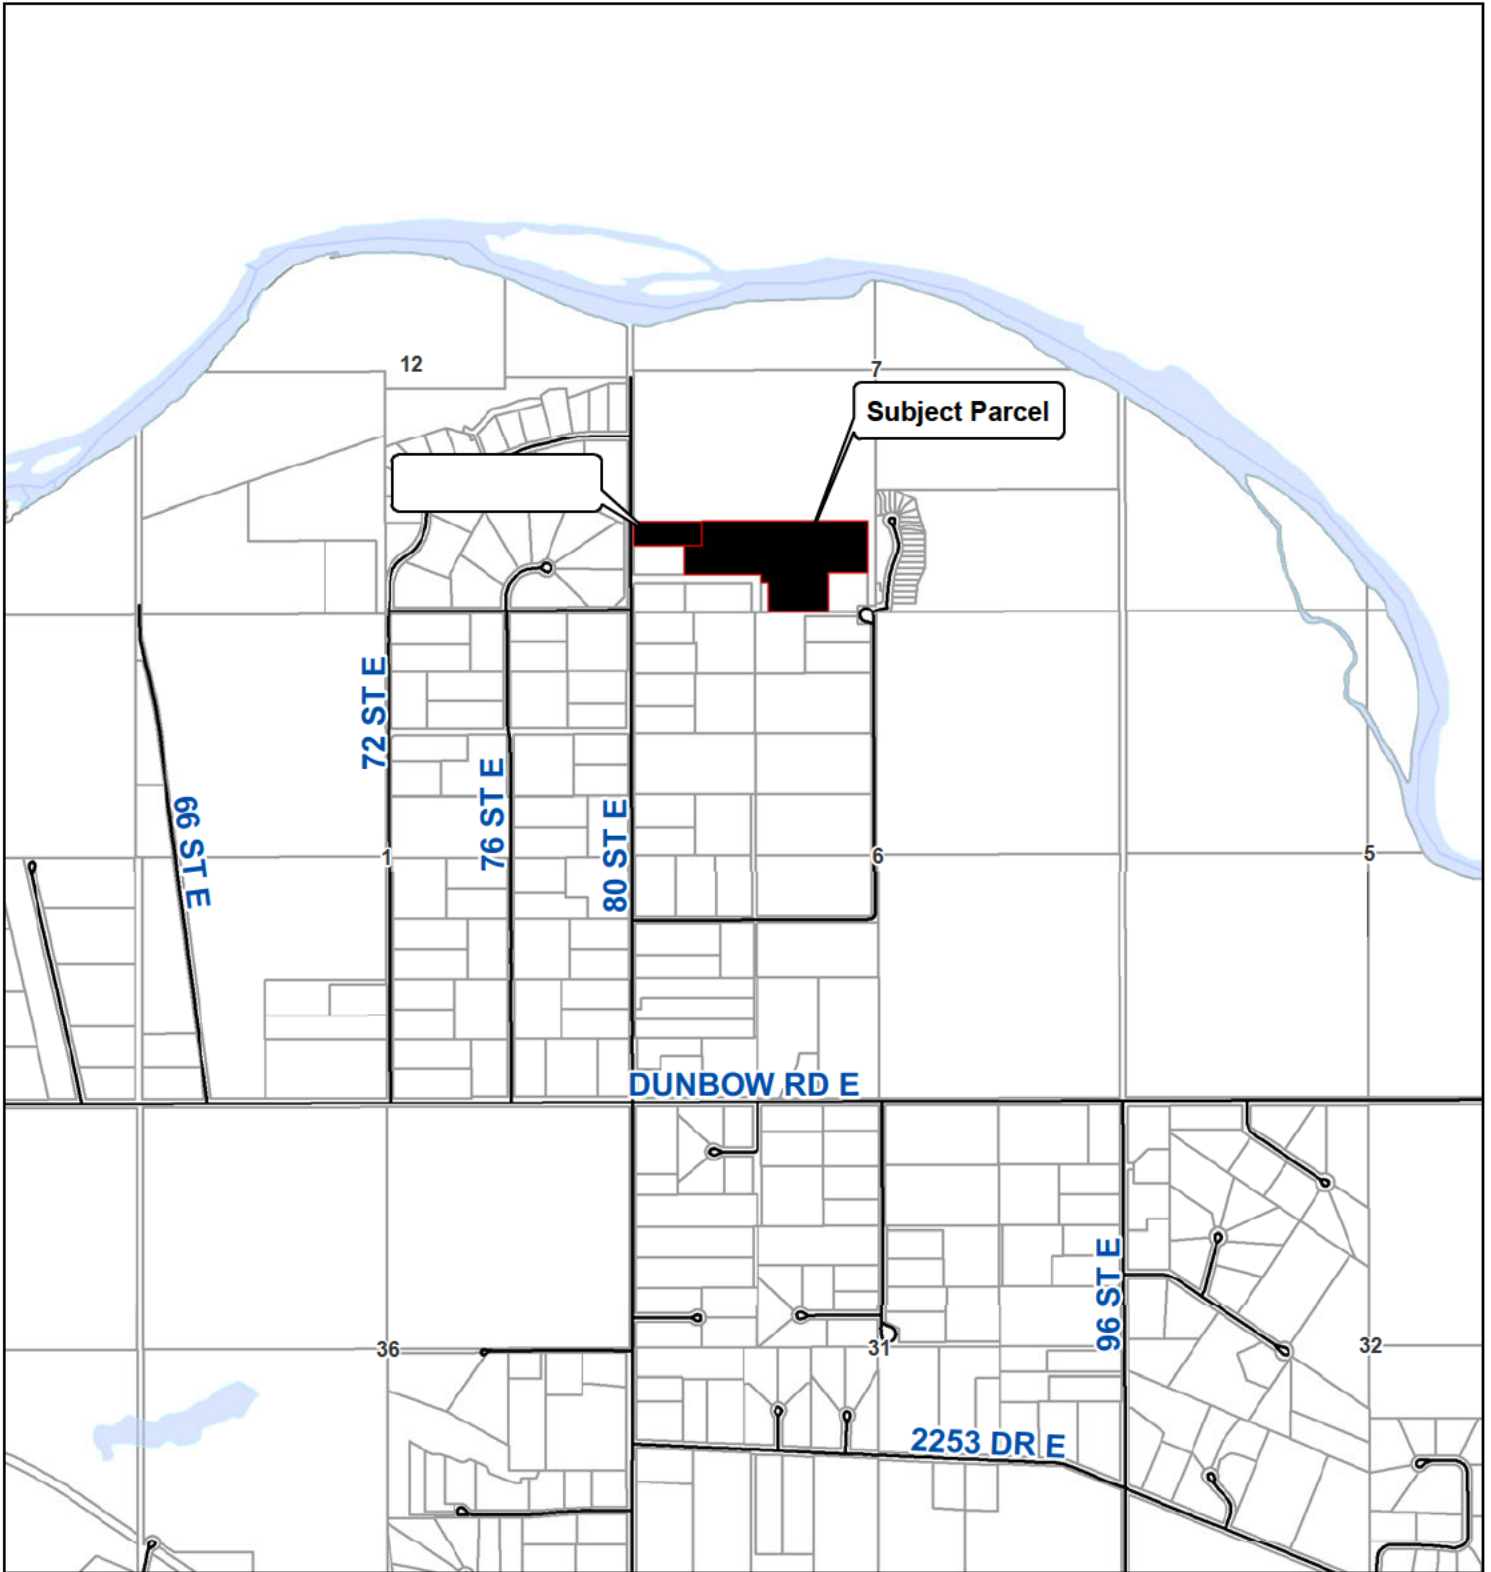 12
7
Subject Parcel
72 ST E
76 ST E
66 ST E
80 ST E
1
6
5
DUNBOW RD E
96 ST E
36
31
32
2253 DR E